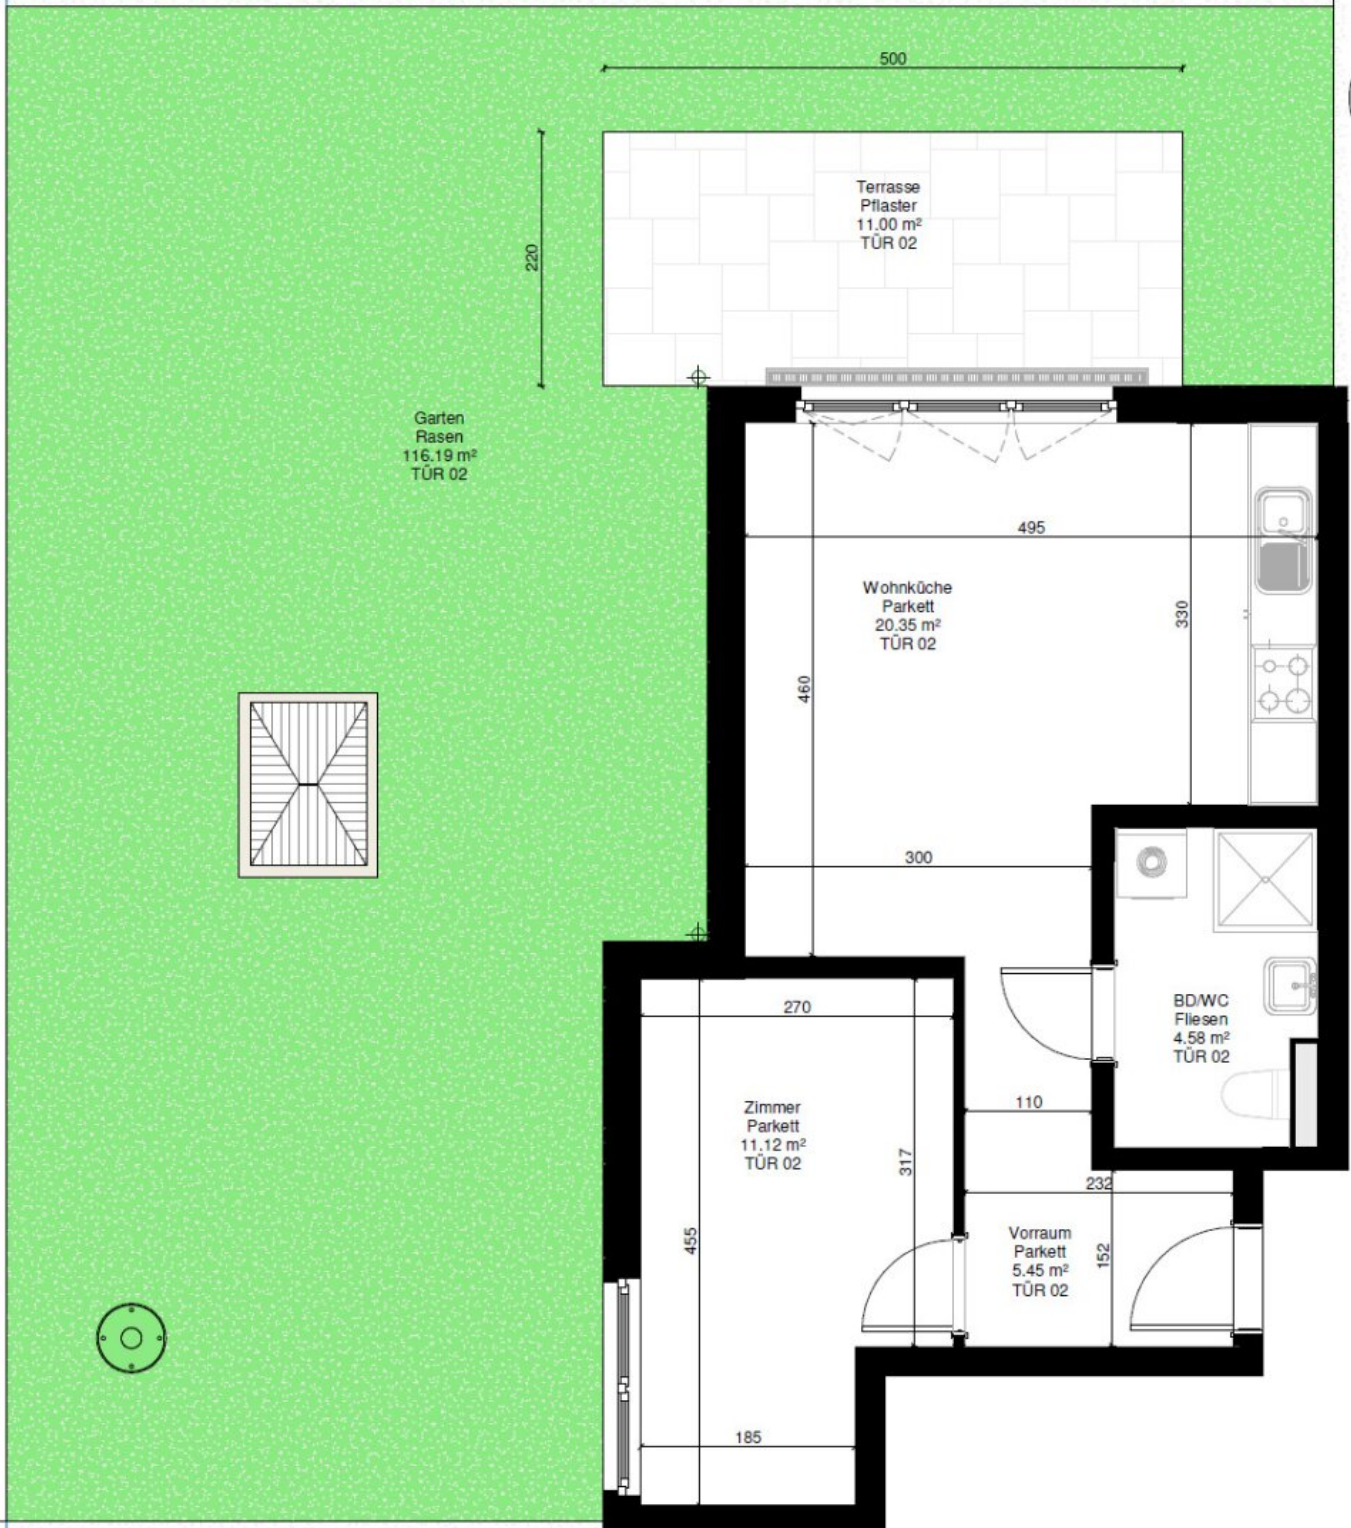 500
220
Terrasse
Pflaster
11.00 m²
TÜR 02
Garten
Rasen
116.19 m²
TÜR 02
495
Wohnküche
Parkett
20.35 m²
TÜR 02
330
460
300
270
BD/WC
Fliesen
4.58 m²
TÜR 02
Zimmer
Parkett
11.12 m²
TÜR 02
110
317
232
455
Vorraum
Parkett
5.45 m²
TÜR 02
152
185